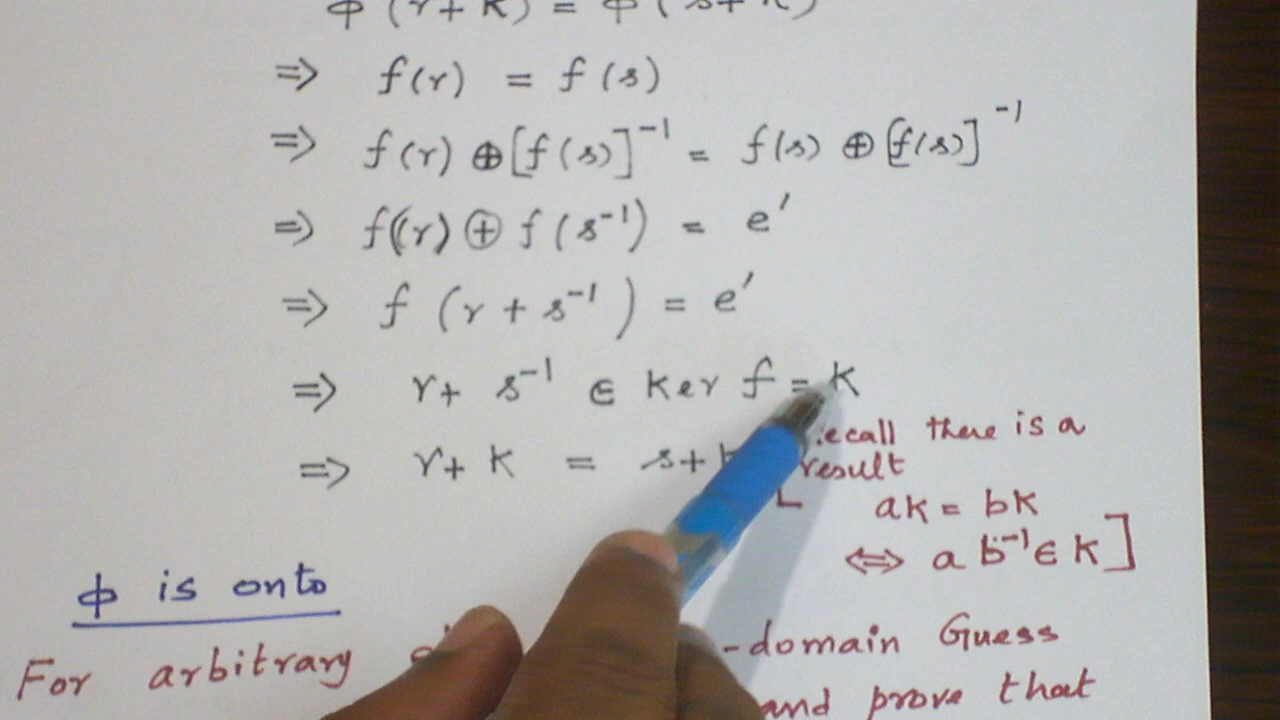 ϕ (r + k) = ϕ ( s + k )
⇒ f(r) = f (s)
⇒ f (r) ⊕ [f (s)]⁻¹ = f(s) ⊕ [f(s)]⁻¹
⇒ f(r) ⊕ f (s⁻¹) = e′
⇒ f (r + s⁻¹ ) = e′
⇒ r + s⁻¹ ∈ ker f = k
recall there is a
⇒ r + k = s + k result
ak = bk
⇔ a b⁻¹ ∈ k ]
ϕ is onto
-domain Guess
For arbitrary
and prove that